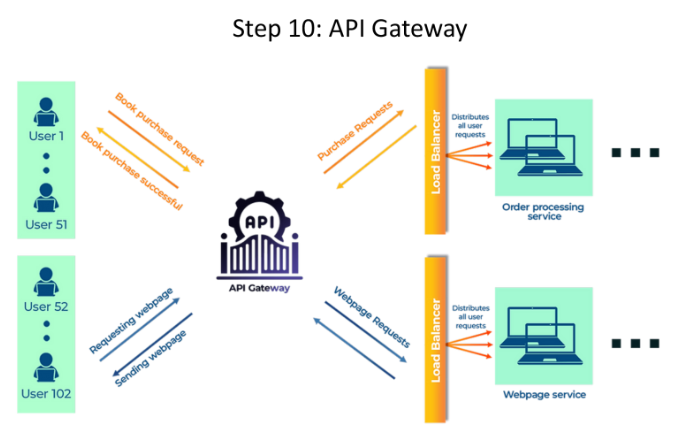 Step 10: API Gateway
User 1
User 51
Book purchase request
Book purchase successful
Purchase Requests
Load Balancer
Distributes
all user
requests
Order processing
service
API
API Gateway
User 52
User 102
Requesting webpage
Sending webpage
Webpage Requests
Load Balancer
Distributes
all user
requests
Webpage service